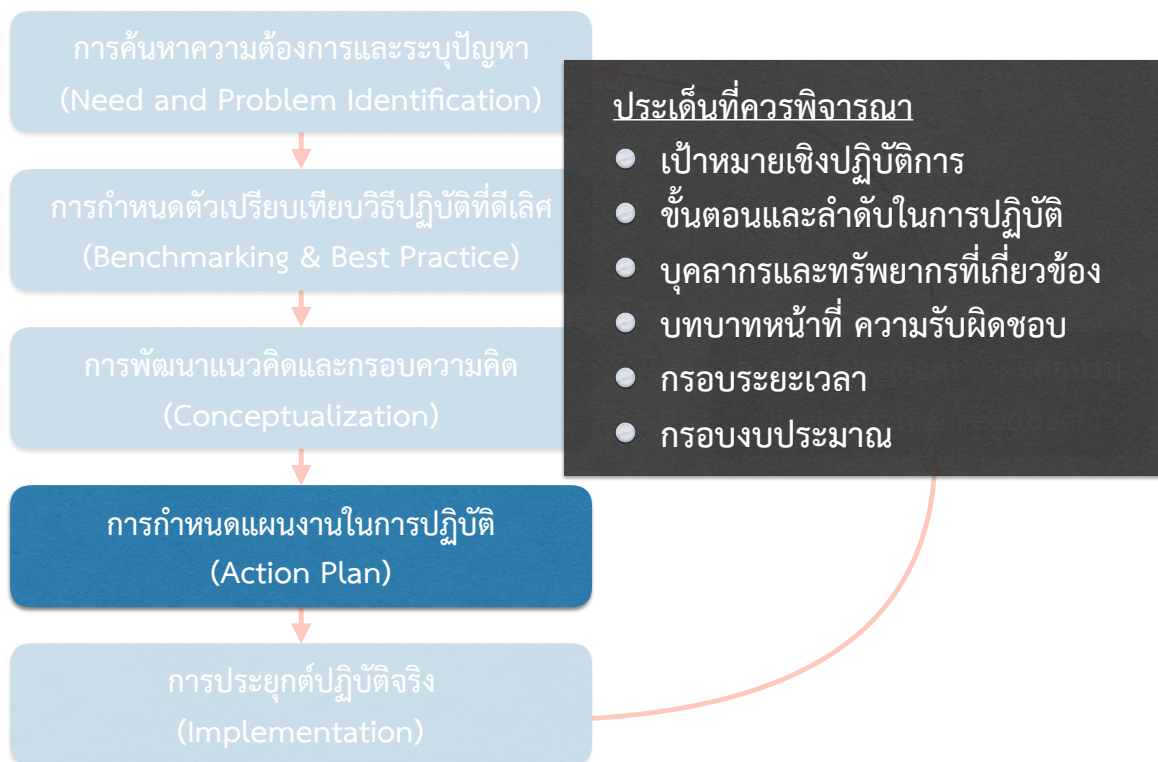 การค้นหาความต้องการและระบุปัญหา
(Need and Problem Identification)
การกำหนดตัวเปรียบเทียบวิธีปฏิบัติที่ดีเลิศ
(Benchmarking & Best Practice)
การพัฒนาแนวคิดและกรอบความคิด
(Conceptualization)
การกำหนดแผนงานในการปฏิบัติ
(Action Plan)
การประยุกต์ปฏิบัติจริง
(Implementation)
ประเด็นที่ควรพิจารณา
เป้าหมายเชิงปฏิบัติการ
ขั้นตอนและลำดับในการปฏิบัติ
บุคลากรและทรัพยากรที่เกี่ยวข้อง
บทบาทหน้าที่ ความรับผิดชอบ
กรอบระยะเวลา
กรอบงบประมาณ